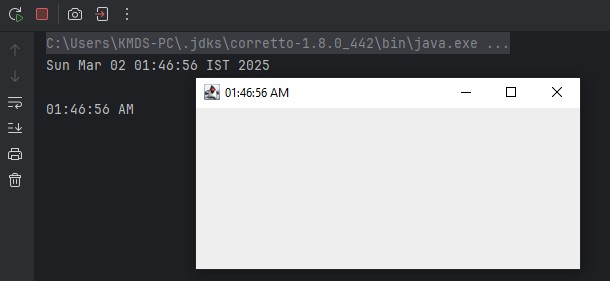 C:\Users\KMDS-PC\.jdks\corretto-1.8.0_442\bin\java.exe ...
Sun Mar 02 01:46:56 IST 2025
01:46:56 AM
01:46:56 AM